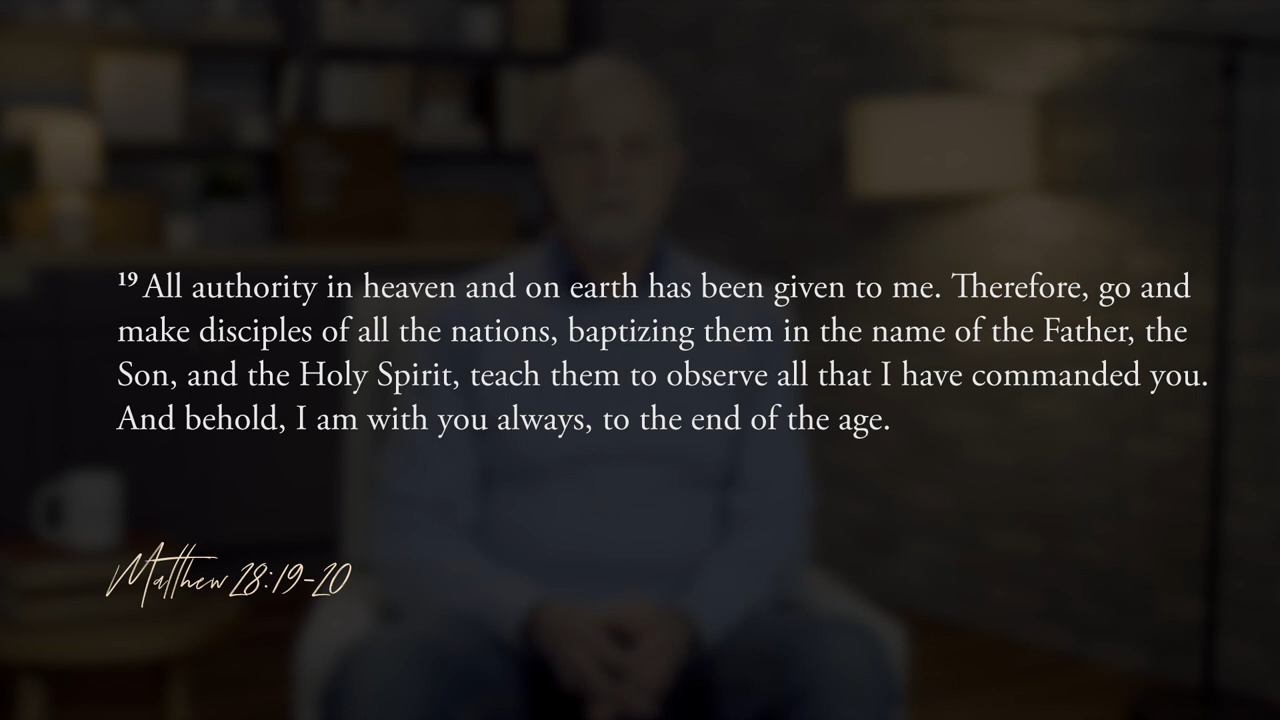 ¹⁹ All authority in heaven and on earth has been given to me. Therefore, go and
make disciples of all the nations, baptizing them in the name of the Father, the
Son, and the Holy Spirit, teach them to observe all that I have commanded you.
And behold, I am with you always, to the end of the age.
Matthew 28:19-20